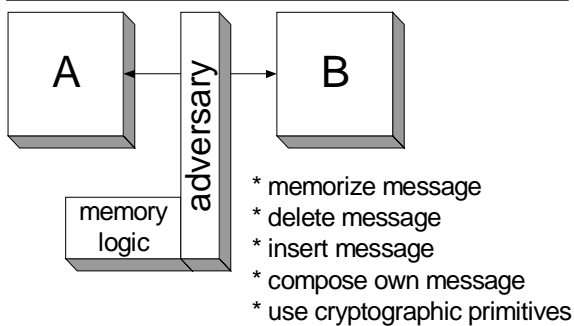 A
B
adversary
memory
logic
* memorize message
* delete message
* insert message
* compose own message
* use cryptographic primitives